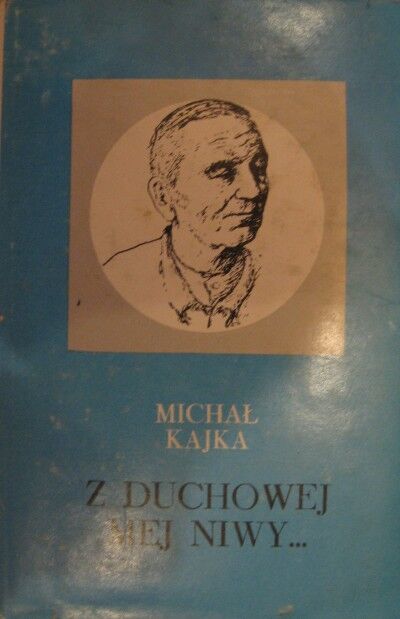 MICHAŁ
KAJKA
Z DUCHOWEJ
MEJ NIWY...